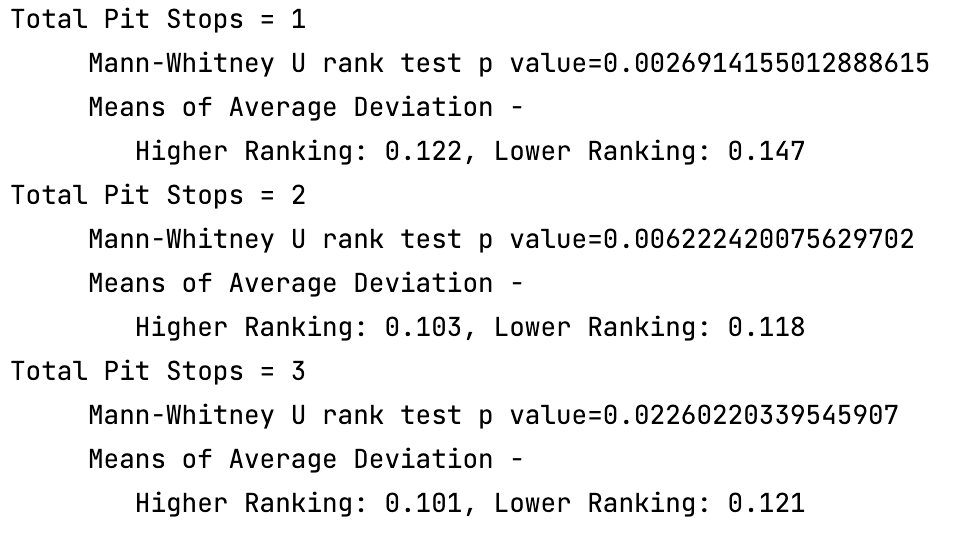 Total Pit Stops = 1
Mann-Whitney U rank test p value=0.0026914155012888615
Means of Average Deviation -
Higher Ranking: 0.122, Lower Ranking: 0.147
Total Pit Stops = 2
Mann-Whitney U rank test p value=0.006222420075629702
Means of Average Deviation -
Higher Ranking: 0.103, Lower Ranking: 0.118
Total Pit Stops = 3
Mann-Whitney U rank test p value=0.02260220339545907
Means of Average Deviation -
Higher Ranking: 0.101, Lower Ranking: 0.121